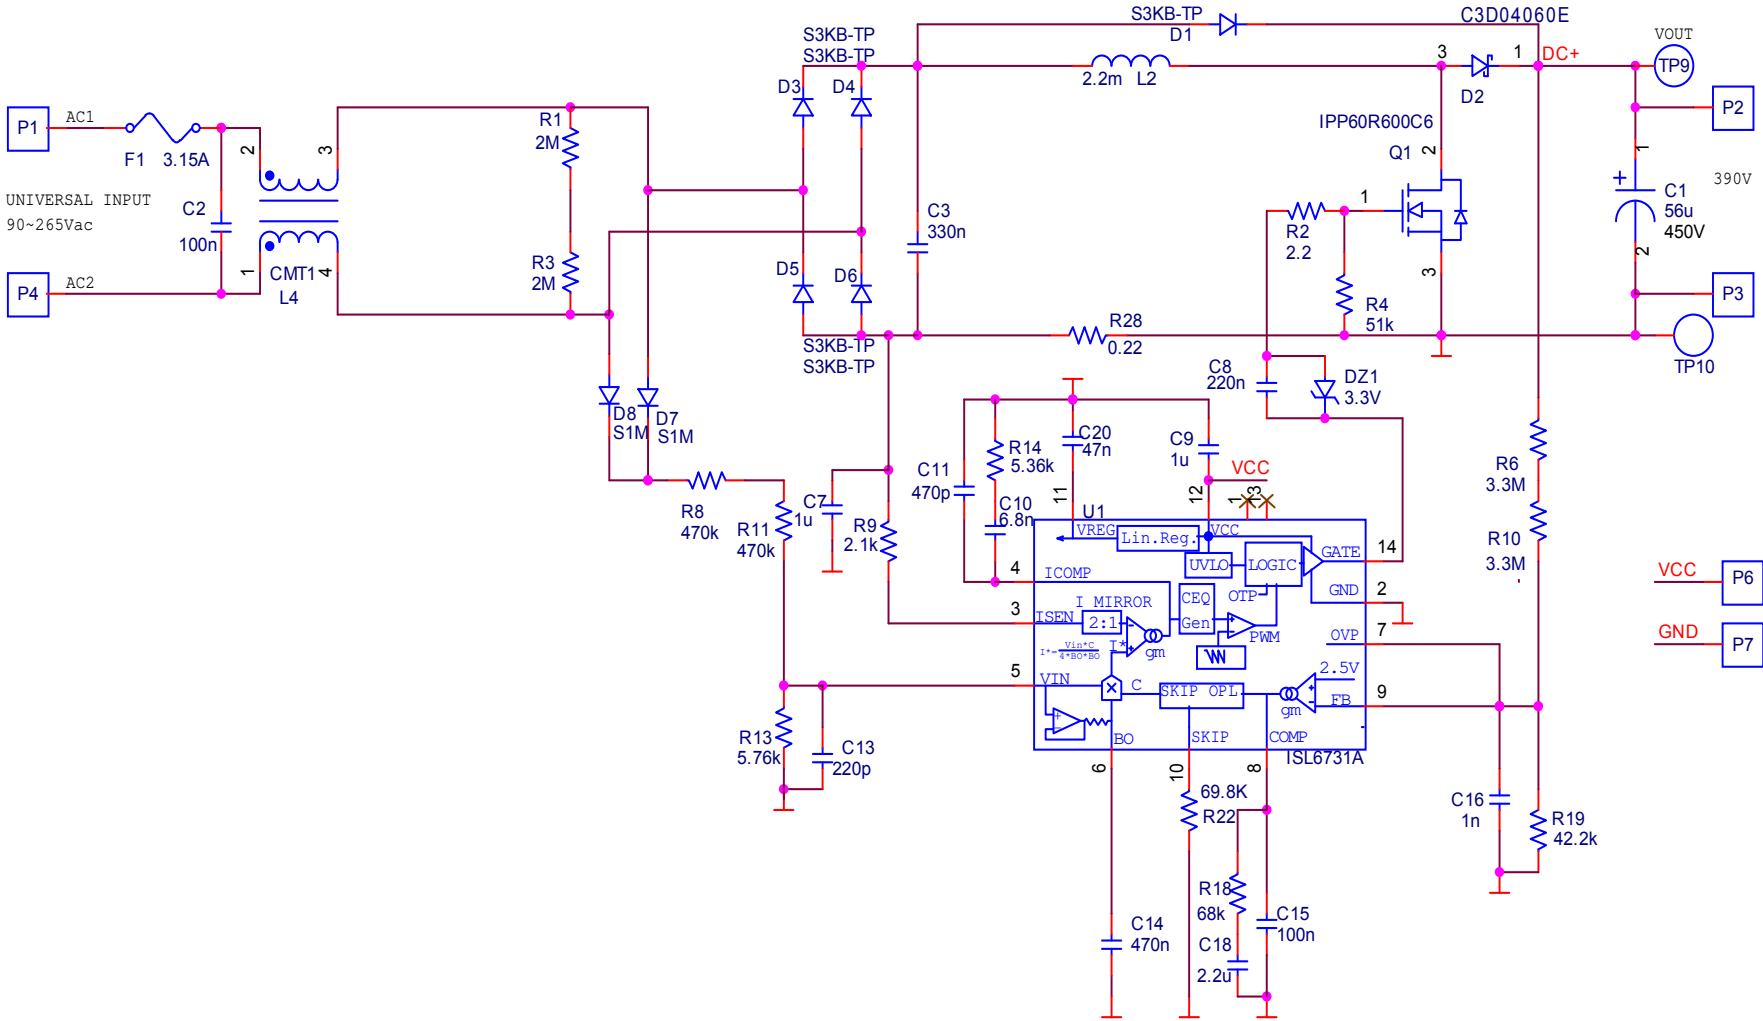 S3KB-TP
S3KB-TP
D3
D4
S3KB-TP
D1
C3D04060E
VOUT
TP9
3
1
DC+
D2
2.2m
L2
P2
P1
AC1
F1
3.15A
2
3
R1
2M
IPP60R600C6
Q1
2
1
UNIVERSAL INPUT
90~265Vac
C2
100n
C3
330n
R2
2.2
3
1
C1
56u
450V
2
390V
P4
AC2
1
4
CMT1
L4
R3
2M
D5
D6
R4
51k
P3
R28
0.22
S3KB-TP
S3KB-TP
TP10
D8
S1M
D7
S1M
C8
220n
DZ1
3.3V
C11
470p
R14
5.36k
C20
47n
C9
1u
VCC
R6
3.3M
R8
470k
R11
470k
C7
1u
R9
2.1k
C10
6.8n
11
12
1
13
U1
R10
3.3M
VREG
Lin.Reg.
VCC
GATE
14
UVLO
LOGIC
4
ICOMP
OTP
GND
2
VCC
P6
3
ISEN
I MIRROR
2:1
CEQ
Gen
PWM
OVP
7
GND
P7
I*=
Vin*C
4*BO*BO
I*
gm
5
VIN
C
SKIP OPL
2.5V
gm
FB
9
BO
SKIP
COMP
ISL6731A
6
10
8
R13
5.76k
C13
220p
69.8K
R22
C16
1n
R19
42.2k
R18
68k
C15
100n
C14
470n
C18
2.2u